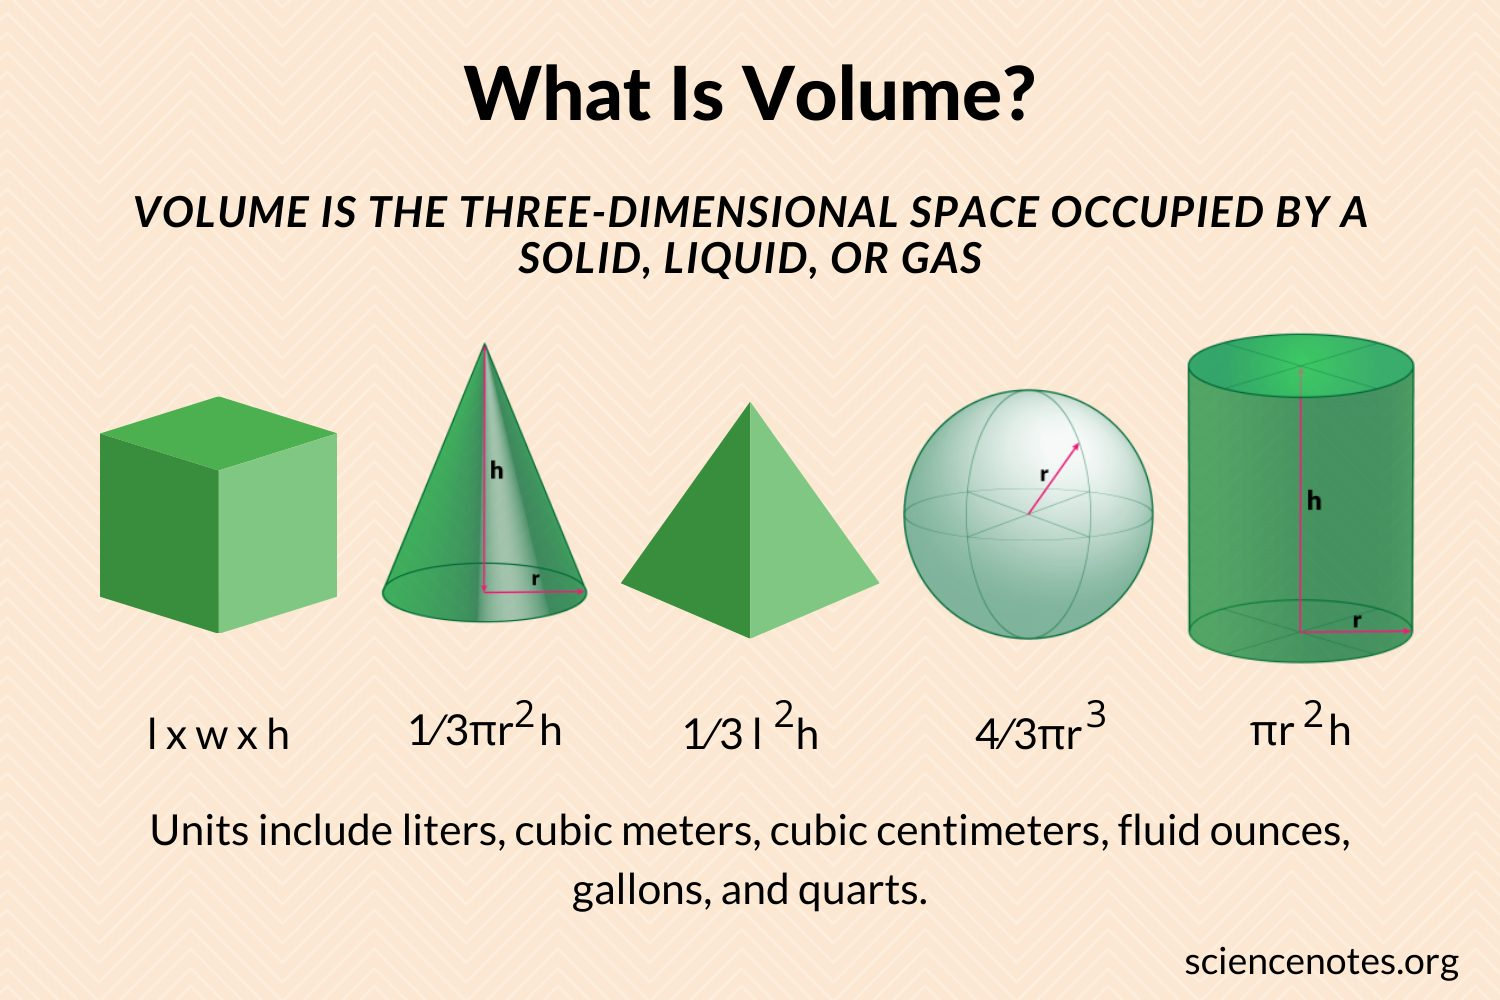 What Is Volume?
VOLUME IS THE THREE-DIMENSIONAL SPACE OCCUPIED BY A
SOLID, LIQUID, OR GAS
h
r
r
h
r
l x w x h
1⁄3πr²h
1⁄3 l ²h
4⁄3πr³
πr ²h
Units include liters, cubic meters, cubic centimeters, fluid ounces,
gallons, and quarts.
sciencenotes.org